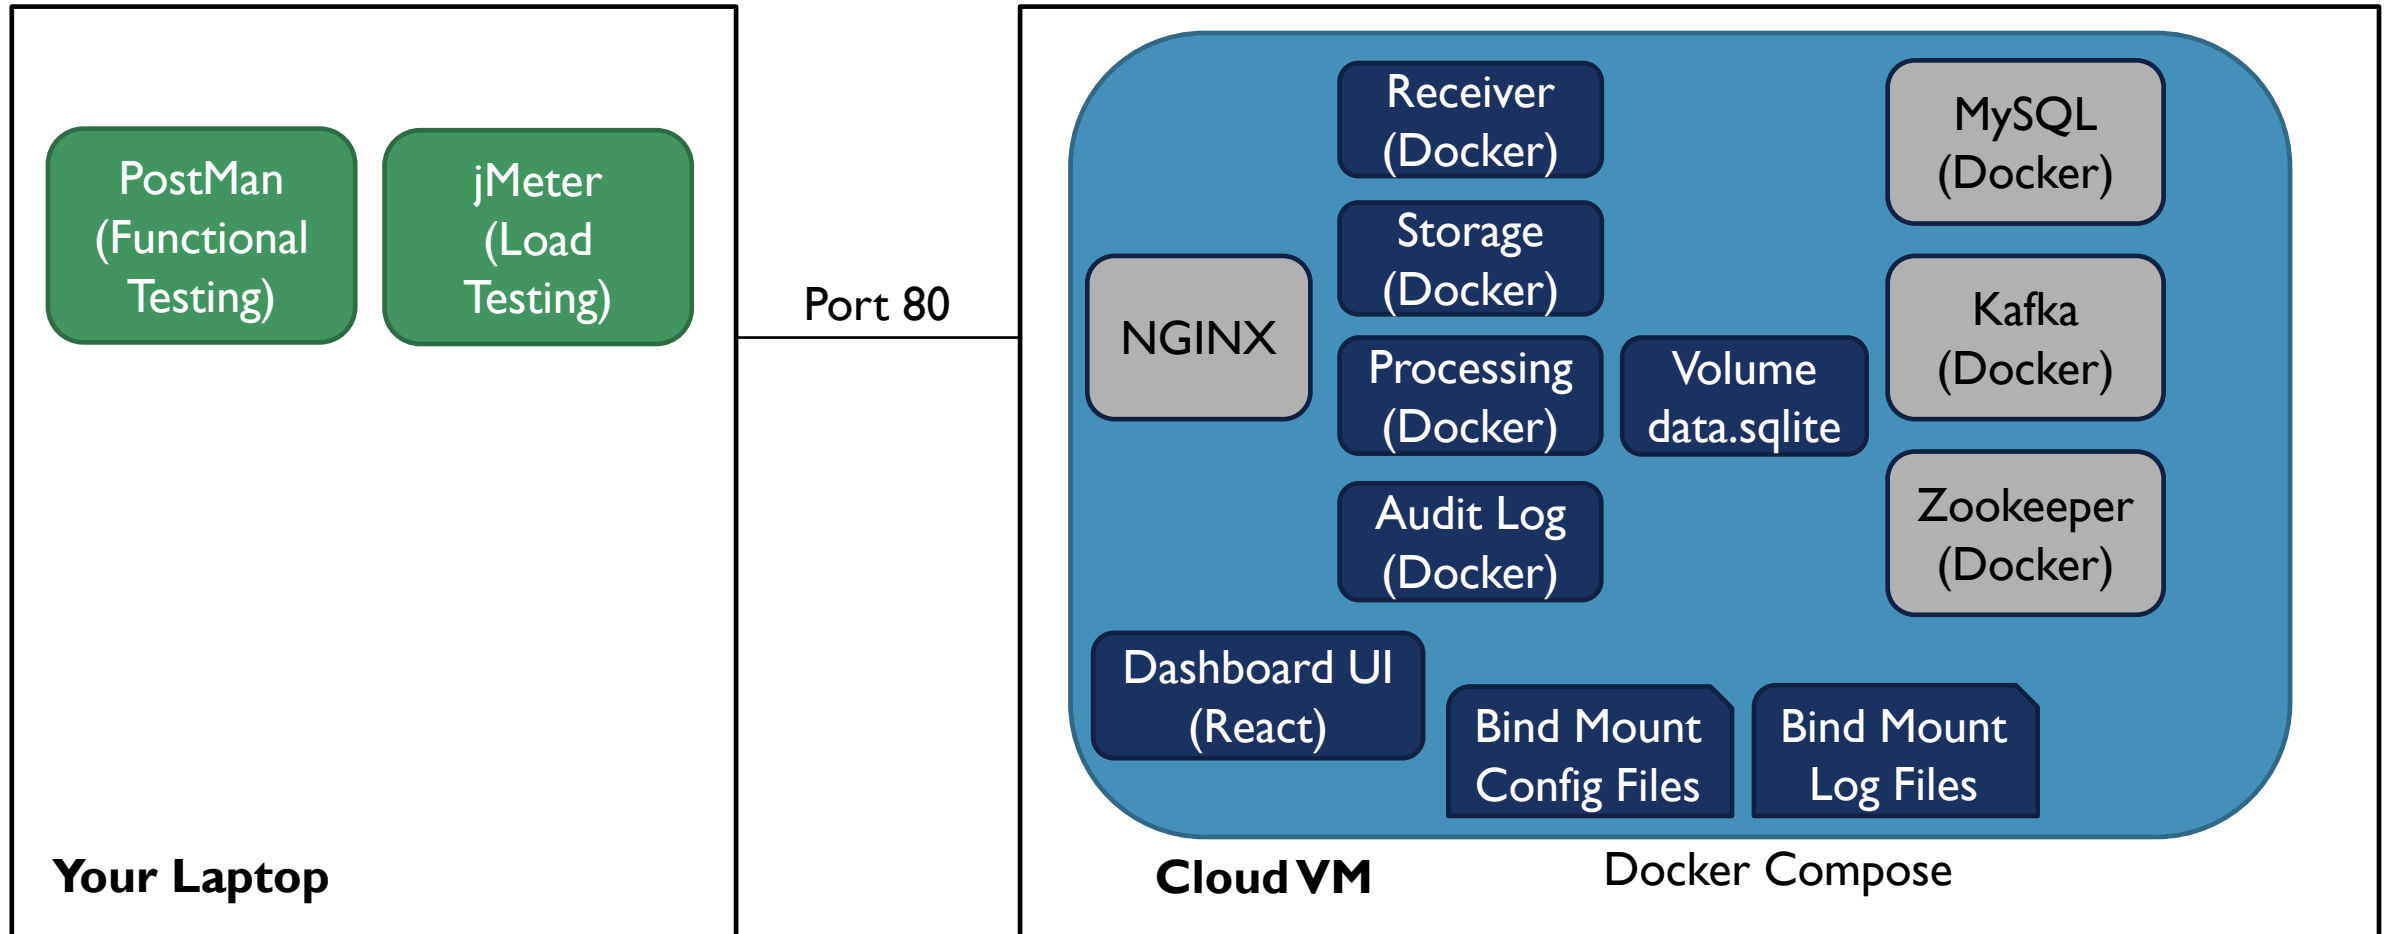 PostMan
(Functional
Testing)
jMeter
(Load
Testing)
Your Laptop
Port 80
NGINX
Receiver
(Docker)
Storage
(Docker)
Processing
(Docker)
Audit Log
(Docker)
Volume
data.sqlite
MySQL
(Docker)
Kafka
(Docker)
Zookeeper
(Docker)
Dashboard UI
(React)
Bind Mount
Config Files
Bind Mount
Log Files
Cloud VM
Docker Compose